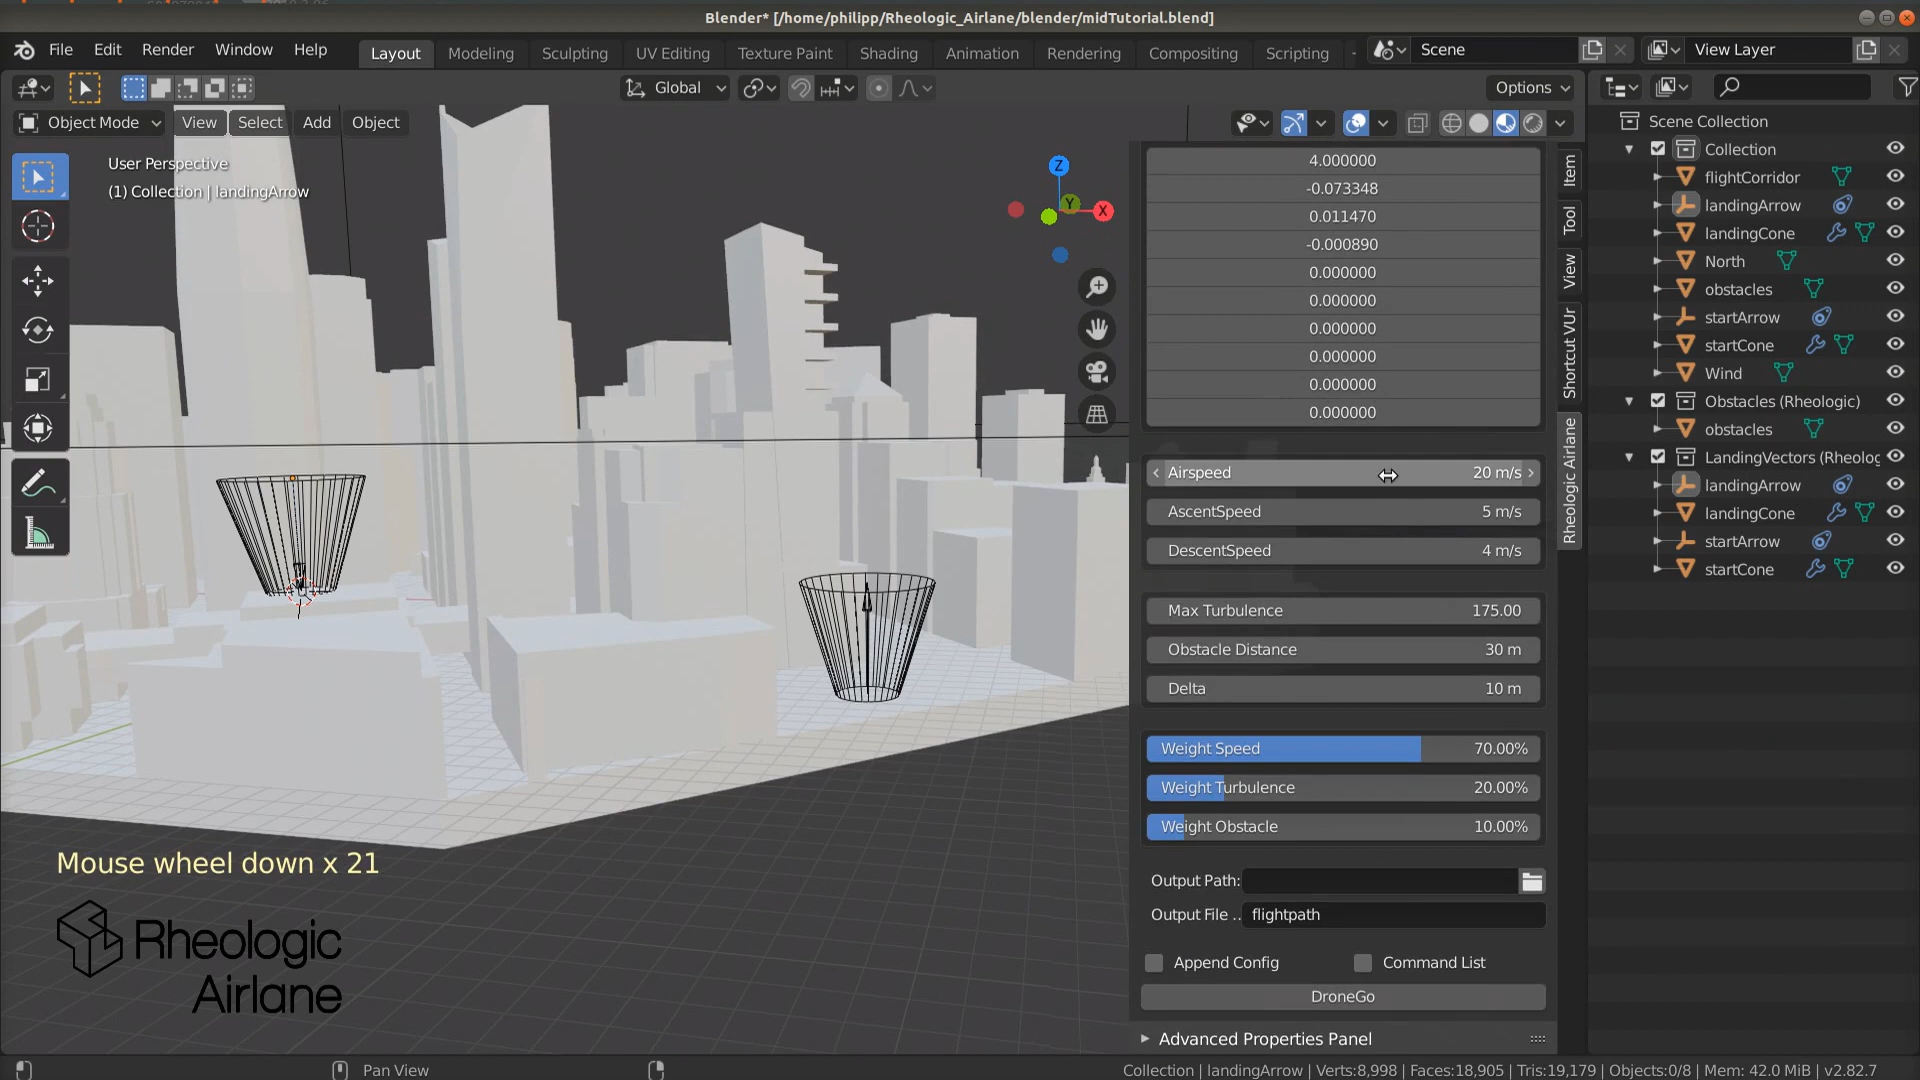 Blender* [/home/philipp/Rheologic_Airlane/blender/midTutorial.blend]
File Edit Render Window Help
Layout Modeling Sculpting UV Editing Texture Paint Shading Animation Rendering Compositing Scripting
Scene
View Layer
Global
Options
Object Mode
View Select Add Object
User Perspective
(1) Collection | landingArrow
Z
Y
X
4.000000
-0.073348
0.011470
-0.000890
0.000000
0.000000
0.000000
0.000000
0.000000
0.000000
Airspeed 20 m/s
AscentSpeed 5 m/s
DescentSpeed 4 m/s
Max Turbulence 175.00
Obstacle Distance 30 m
Delta 10 m
Weight Speed 70.00%
Weight Turbulence 20.00%
Weight Obstacle 10.00%
Output Path:
Output File .. flightpath
Append Config Command List
DroneGo
Advanced Properties Panel
Item
Tool
View
Shortcut VUr
Rheologic Airlane
Scene Collection
Collection
flightCorridor
landingArrow
landingCone
North
obstacles
startArrow
startCone
Wind
Obstacles (Rheologic)
obstacles
LandingVectors (Rheolog
landingArrow
landingCone
startArrow
startCone
Mouse wheel down x 21
Rheologic
Airlane
Pan View
Collection | landingArrow | Verts:8,998 | Faces:18,905 | Tris:19,179 | Objects:0/8 | Mem: 42.0 MiB | v2.82.7